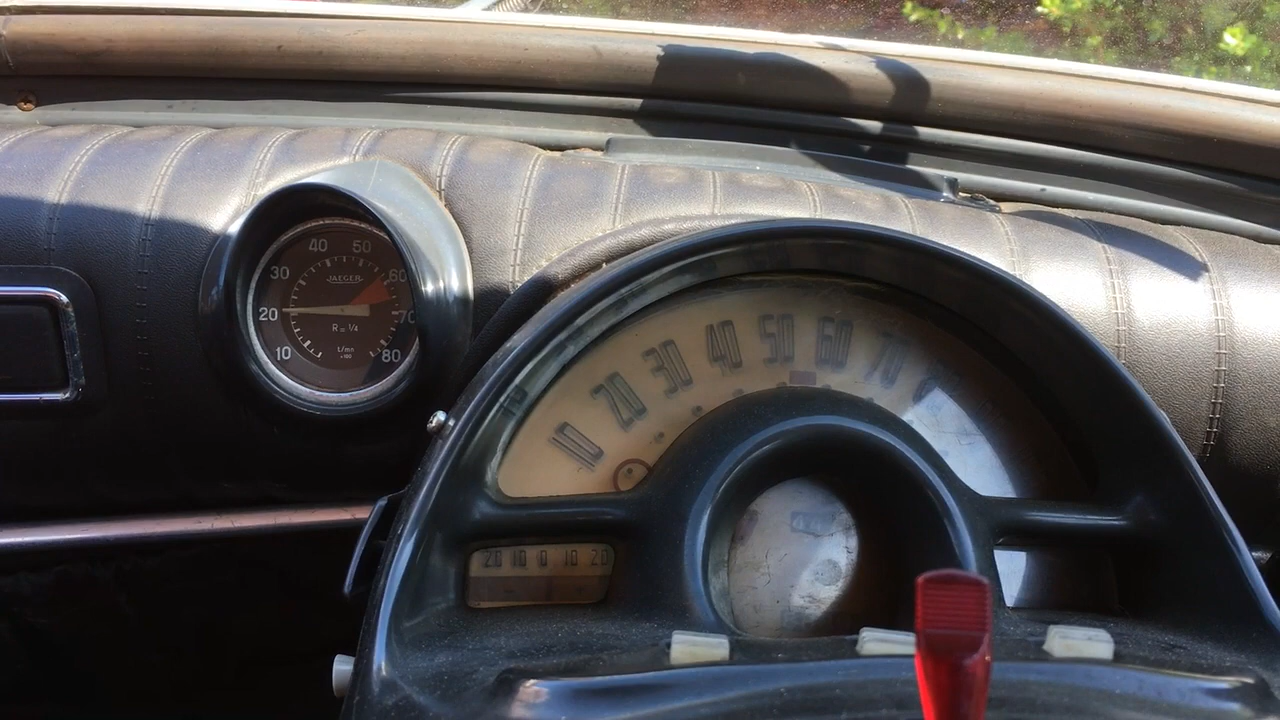 40 50
30 60
JAEGER
20 70
R = 1/4
t/mn
×100
10 80
10 20 30 40 50 60 70
20 10 0 10 20